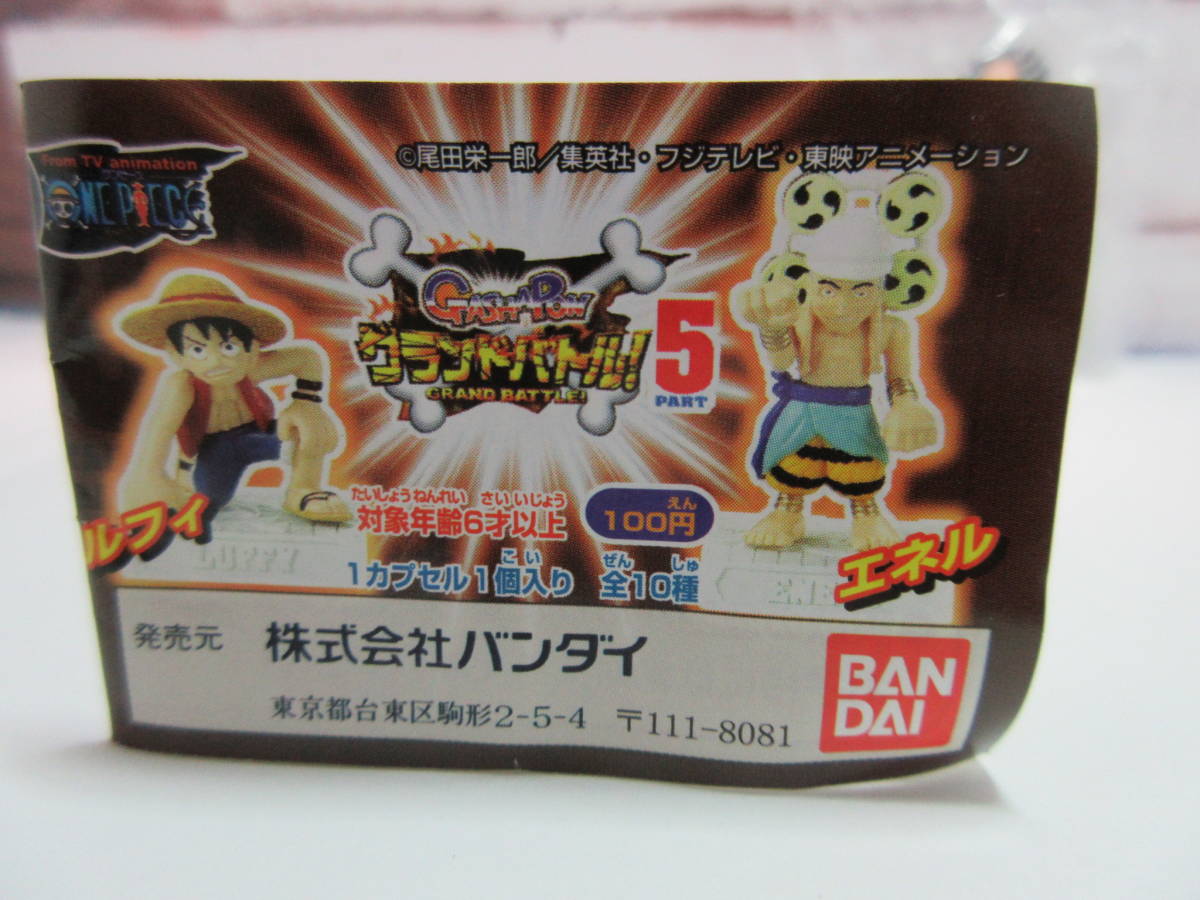 From TV animation
ONE PIECE
©尾田栄一郎／集英社・フジテレビ・東映アニメーション
GASHAPON
グランドバトル!
GRAND BATTLE!
5
PART
たいしょうねんれい さいいじょう
対象年齢6才以上
えん
100円
こい
1カプセル1個入り
ぜん しゅ
全10種
ルフィ
LUFFY
エネル
ENE
発売元 株式会社バンダイ
東京都台東区駒形2-5-4 〒111-8081
BAN
DAI